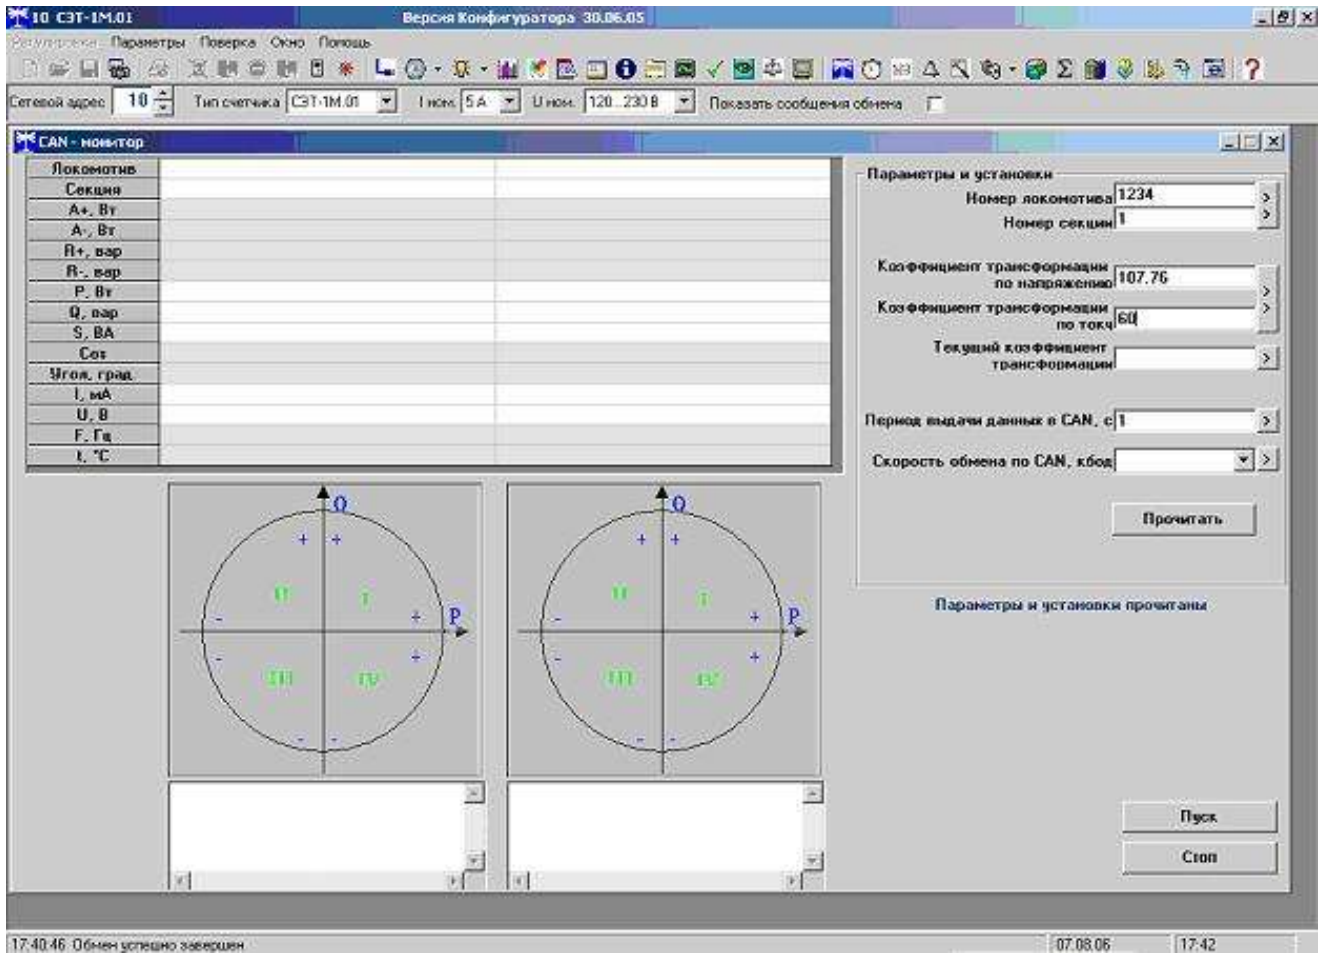 10 СЭТ-1М.01 Версия Конфигуратора 30.06.05
Регулировка Параметры Поверка Окно Помощь
Сетевой адрес 10 Тип счетчика СЭТ-1М.01 I ном. 5 А U ном. 120...230 В Показать сообщения обмена
CAN - монитор
Локомотив
Секция
A+, Вт
A-, Вт
R+, вар
R-, вар
P, Вт
Q, вар
S, ВА
Cos
Угол, град
I, мА
U, В
F, Гц
t, °C
Параметры и установки
Номер локомотива 1234 >
Номер секции 1 >
Коэффициент трансформации
по напряжению 107.76 >
Коэффициент трансформации
по току 60 >
Текущий коэффициент
трансформации >
Период выдачи данных в CAN, с 1 >
Скорость обмена по CAN, кбод >
Прочитать
Параметры и установки прочитаны
Q Q
+ + + +
II I II I
- + P - + P
- + - +
III IV III IV
- - - -
Пуск
Стоп
17:40:46 Обмен успешно завершен 07.08.06 17:42